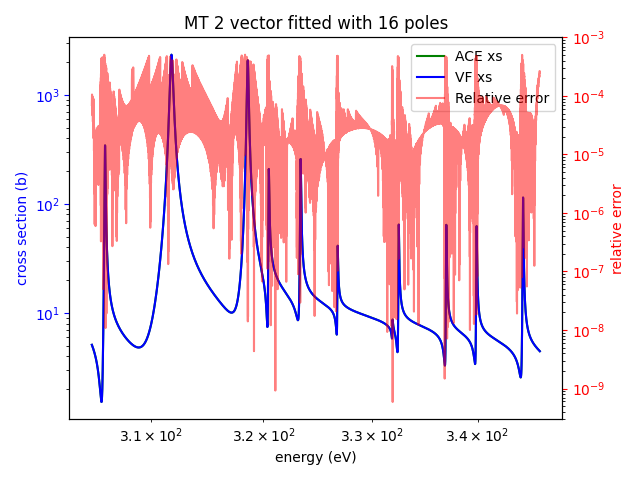 MT 2 vector fitted with 16 poles
ACE xs
VF xs
Relative error
10³
10²
10¹
cross section (b)
10⁻³
10⁻⁴
10⁻⁵
10⁻⁶
10⁻⁷
10⁻⁸
10⁻⁹
relative error
3.1 × 10² 3.2 × 10² 3.3 × 10² 3.4 × 10²
energy (eV)